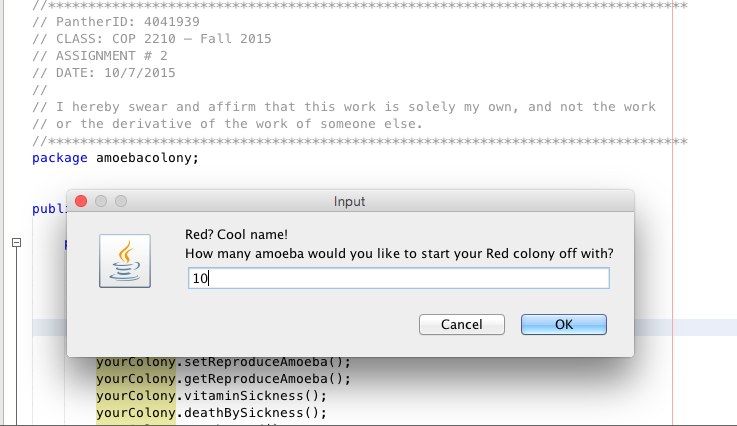 //********************************************************************************
// PantherID: 4041939
// CLASS: COP 2210 – Fall 2015
// ASSIGNMENT # 2
// DATE: 10/7/2015
//
// I hereby swear and affirm that this work is solely my own, and not the work
// or the derivative of the work of someone else.
//********************************************************************************
package amoebacolony;
publi
Input
Red? Cool name!
How many amoeba would you like to start your Red colony off with?
10
Cancel
OK
yourColony.setReproduceAmoeba();
yourColony.getReproduceAmoeba();
yourColony.vitaminSickness();
yourColony.deathBySickness();